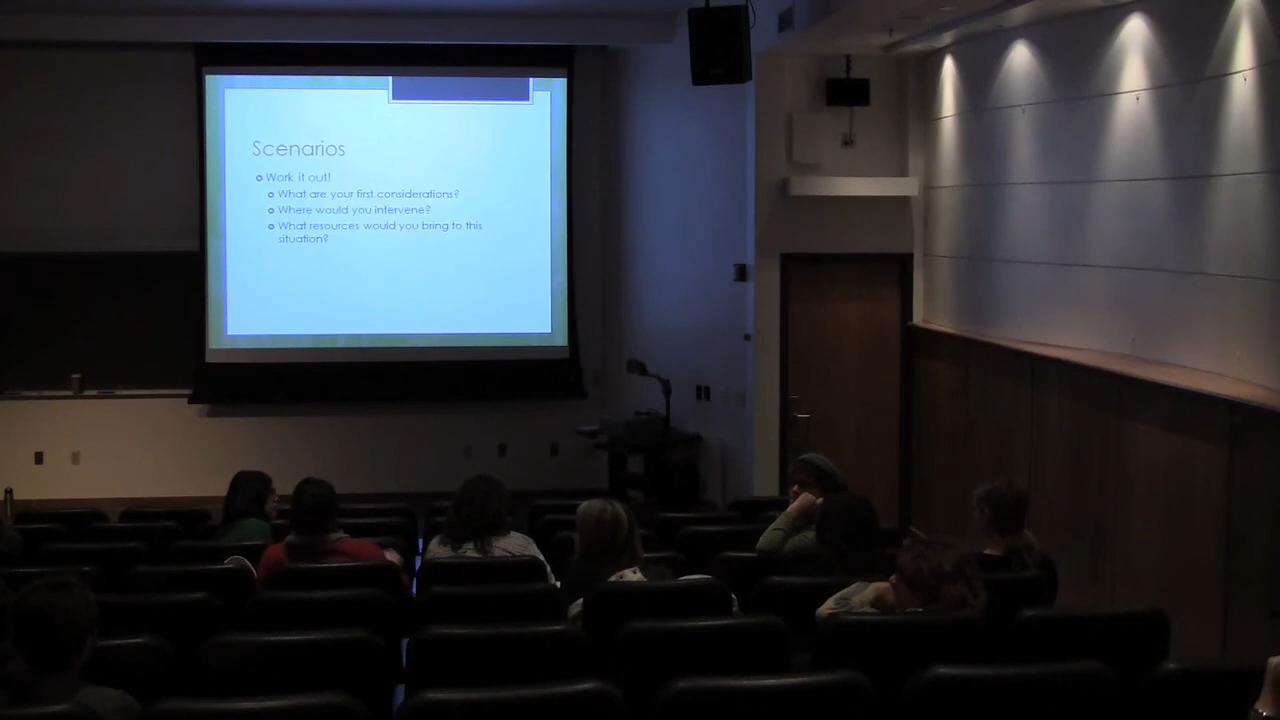 Scenarios
Work it out!
What are your first considerations?
Where would you intervene?
What resources would you bring to this
situation?